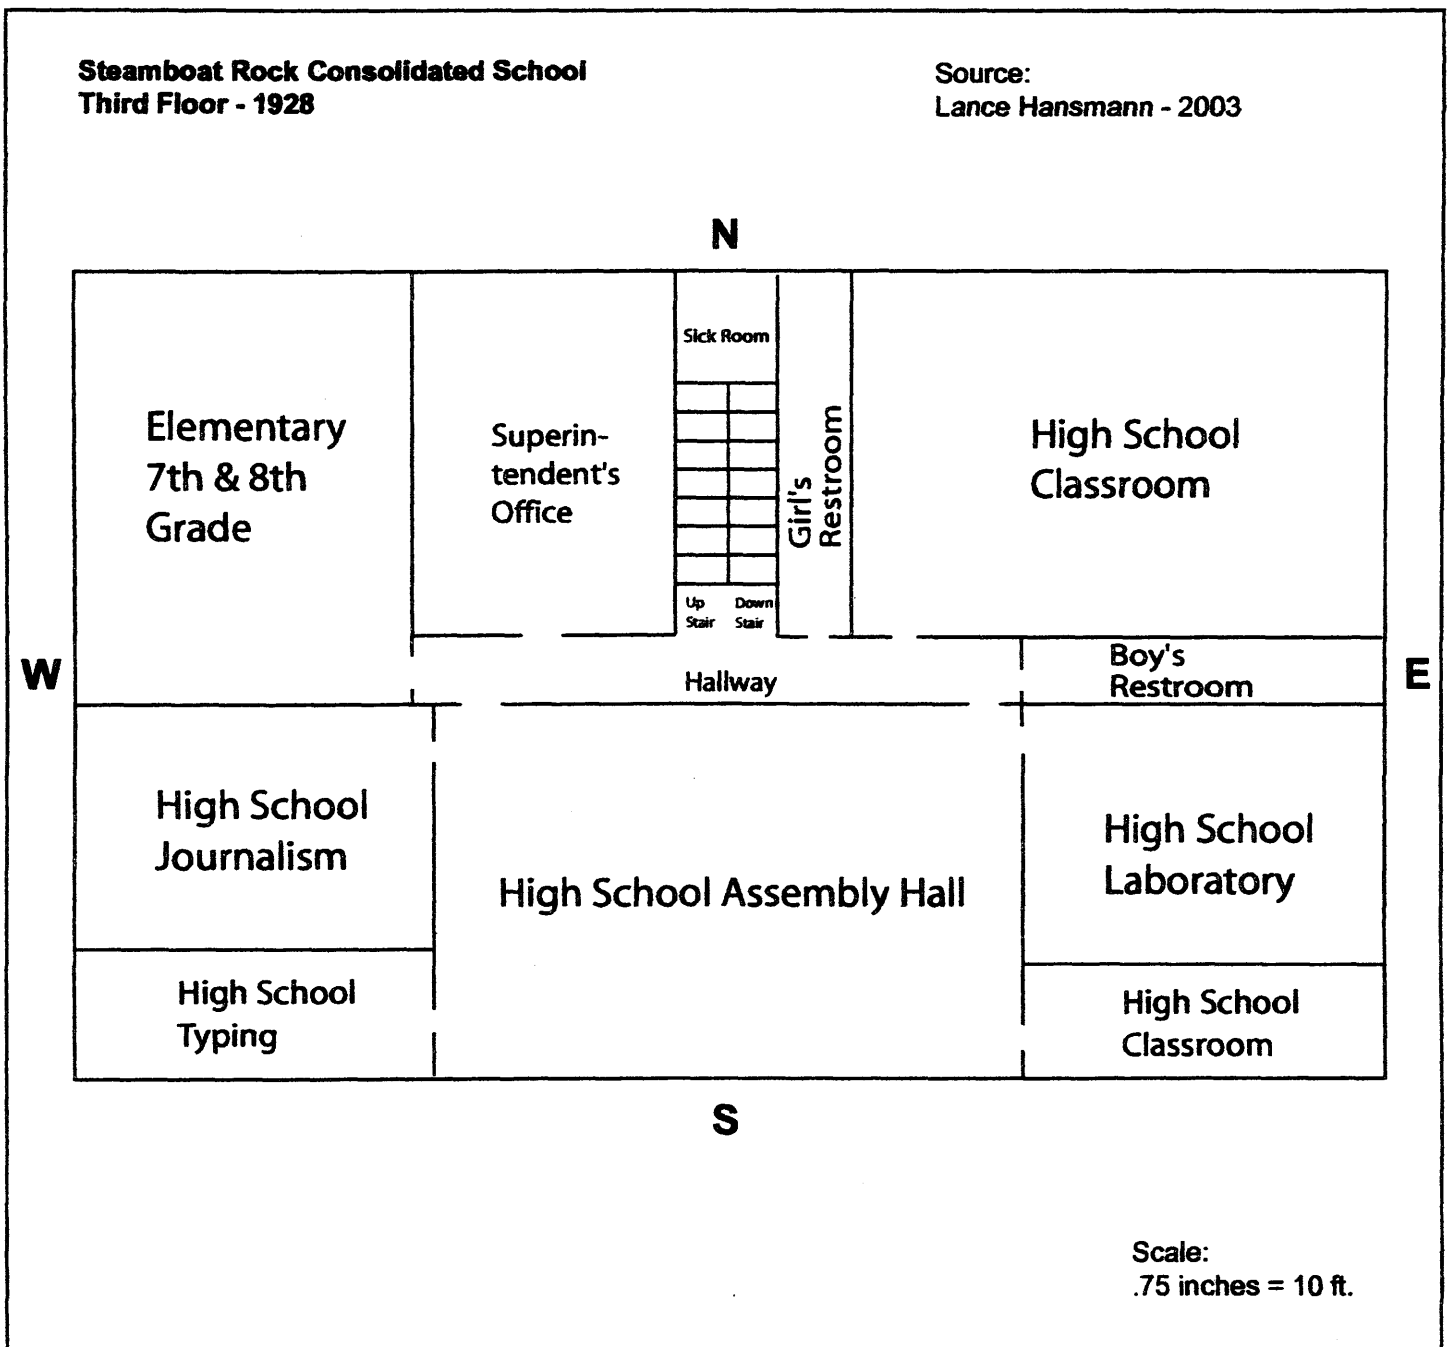 Steamboat Rock Consolidated School
Third Floor - 1928
Source:
Lance Hansmann - 2003
N
Sick Room
Elementary
7th & 8th
Grade
Superin-
tendent's
Office
Girl's
Restroom
High School
Classroom
Up
Stair
Down
Stair
W
Hallway
Boy's
Restroom
E
High School
Journalism
High School Assembly Hall
High School
Laboratory
High School
Typing
High School
Classroom
S
Scale:
.75 inches = 10 ft.